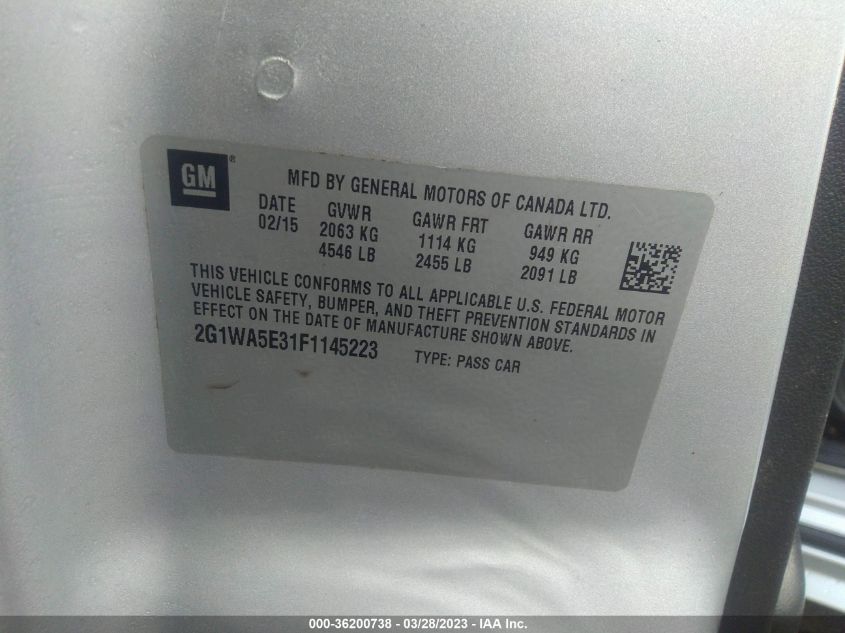 GM ®
MFD BY GENERAL MOTORS OF CANADA LTD.
DATE GVWR GAWR FRT GAWR RR
02/15 2063 KG 1114 KG 949 KG
4546 LB 2455 LB 2091 LB
THIS VEHICLE CONFORMS TO ALL APPLICABLE U.S. FEDERAL MOTOR
VEHICLE SAFETY, BUMPER, AND THEFT PREVENTION STANDARDS IN
EFFECT ON THE DATE OF MANUFACTURE SHOWN ABOVE.
2G1WA5E31F1145223 TYPE: PASS CAR
000-36200738 - 03/28/2023 - IAA Inc.